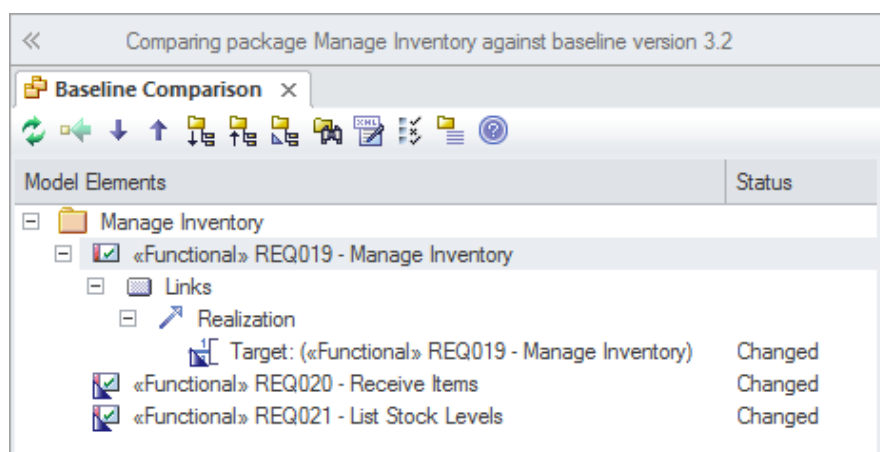 Comparing package Manage Inventory against baseline version 3.2
Baseline Comparison
Model Elements Status
Manage Inventory
«Functional» REQ019 - Manage Inventory
Links
Realization
Target: («Functional» REQ019 - Manage Inventory) Changed
«Functional» REQ020 - Receive Items Changed
«Functional» REQ021 - List Stock Levels Changed